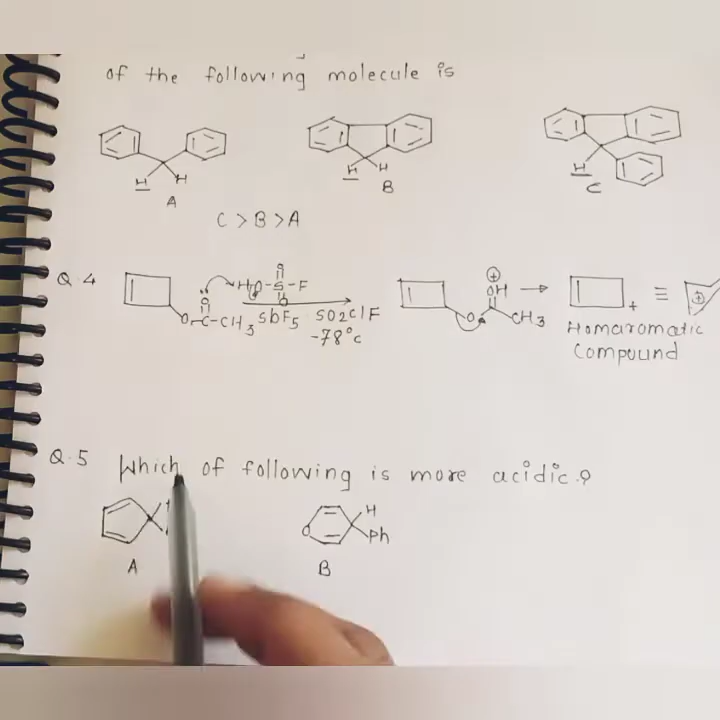 of the following molecule is
H H
A
H H
B
H
C
C > B > A
Q.4
O-C-CH3
O
HO-S-F
O
O
SbF5 SO2ClF
-78°C
⊕
OH
O CH3
+ ≡ ⊕
Homaromatic
Compound
Q.5 Which of following is more acidic?
A
O H
Ph
B